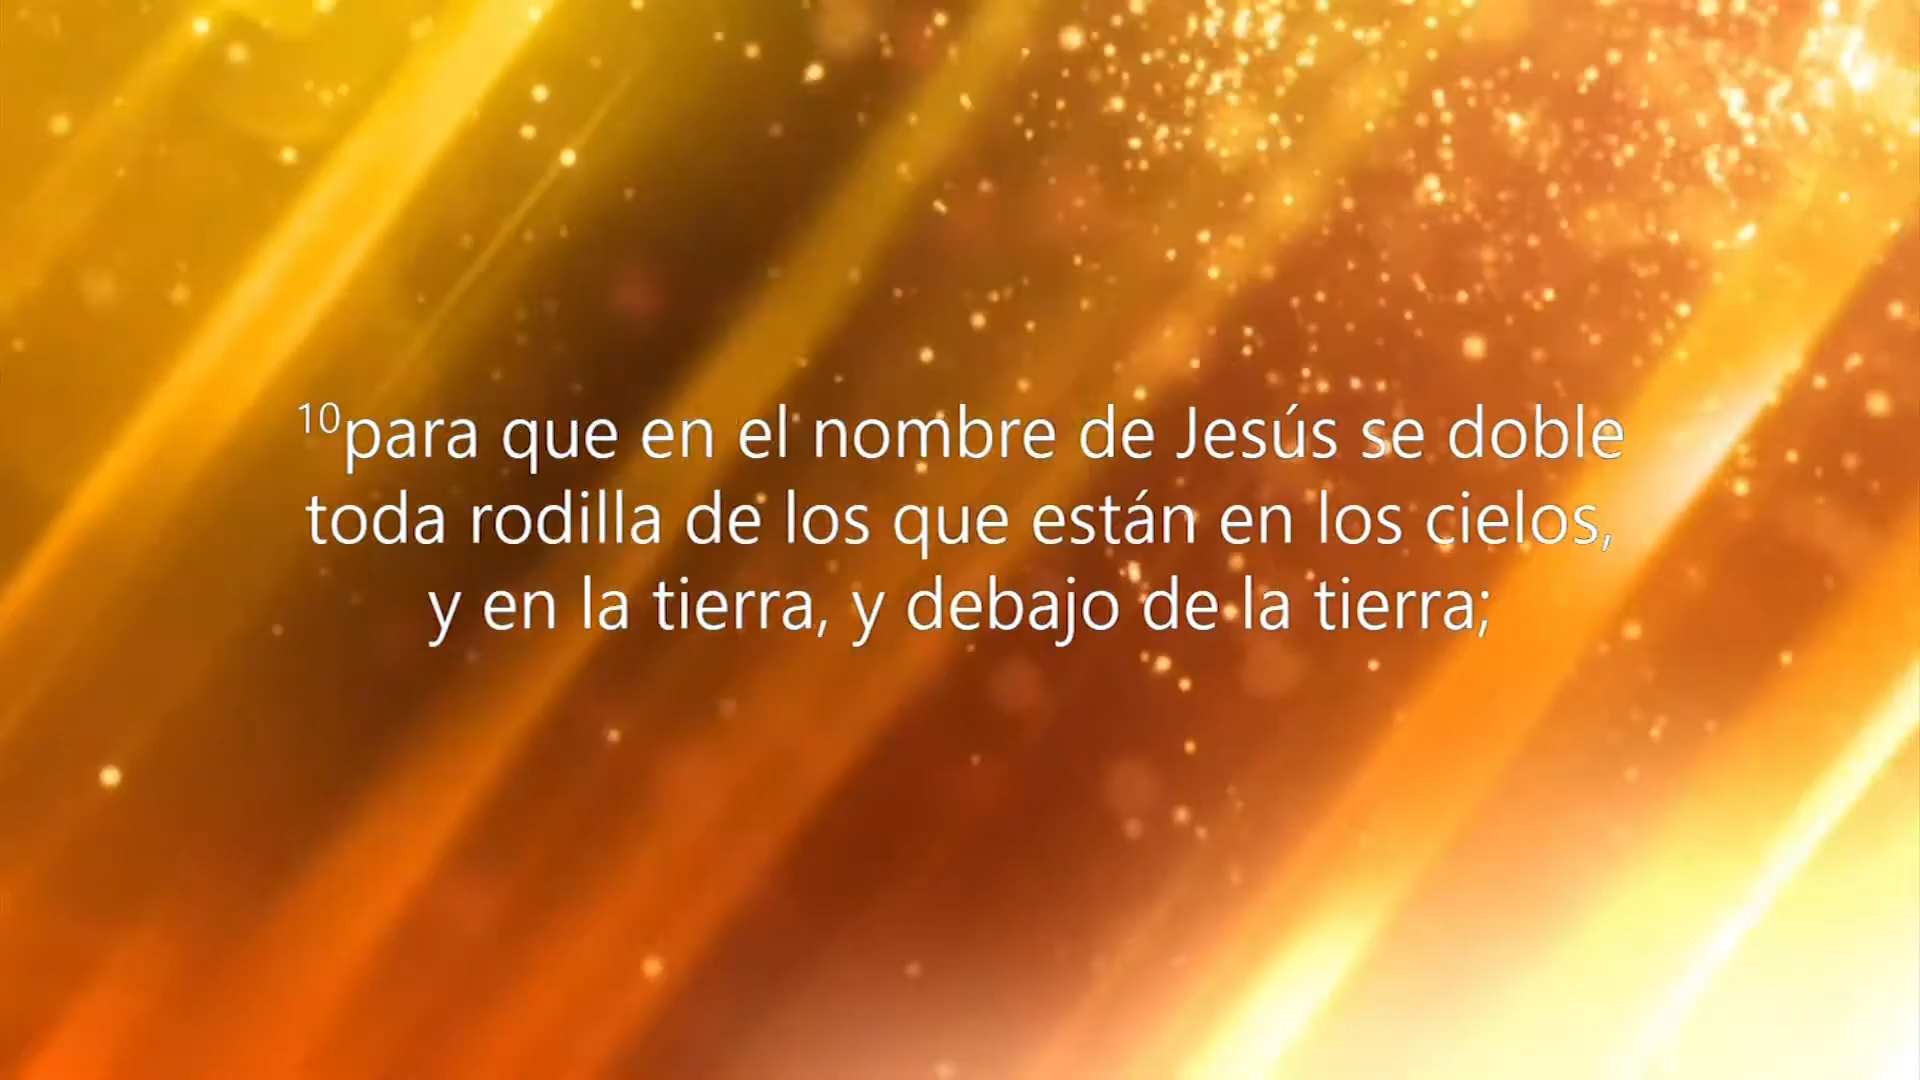 ¹⁰para que en el nombre de Jesús se doble
toda rodilla de los que están en los cielos,
y en la tierra, y debajo de la tierra;